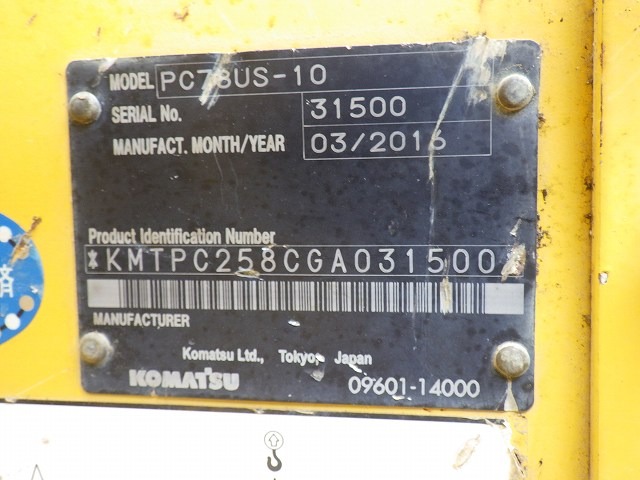 MODEL PC78US-10
SERIAL No. 31500
MANUFACT. MONTH/YEAR 03/2016
Product Identification Number
*KMTPC258CGA031500*
MANUFACTURER
Komatsu Ltd., Tokyo, Japan
KOMATSU 09601-14000
済